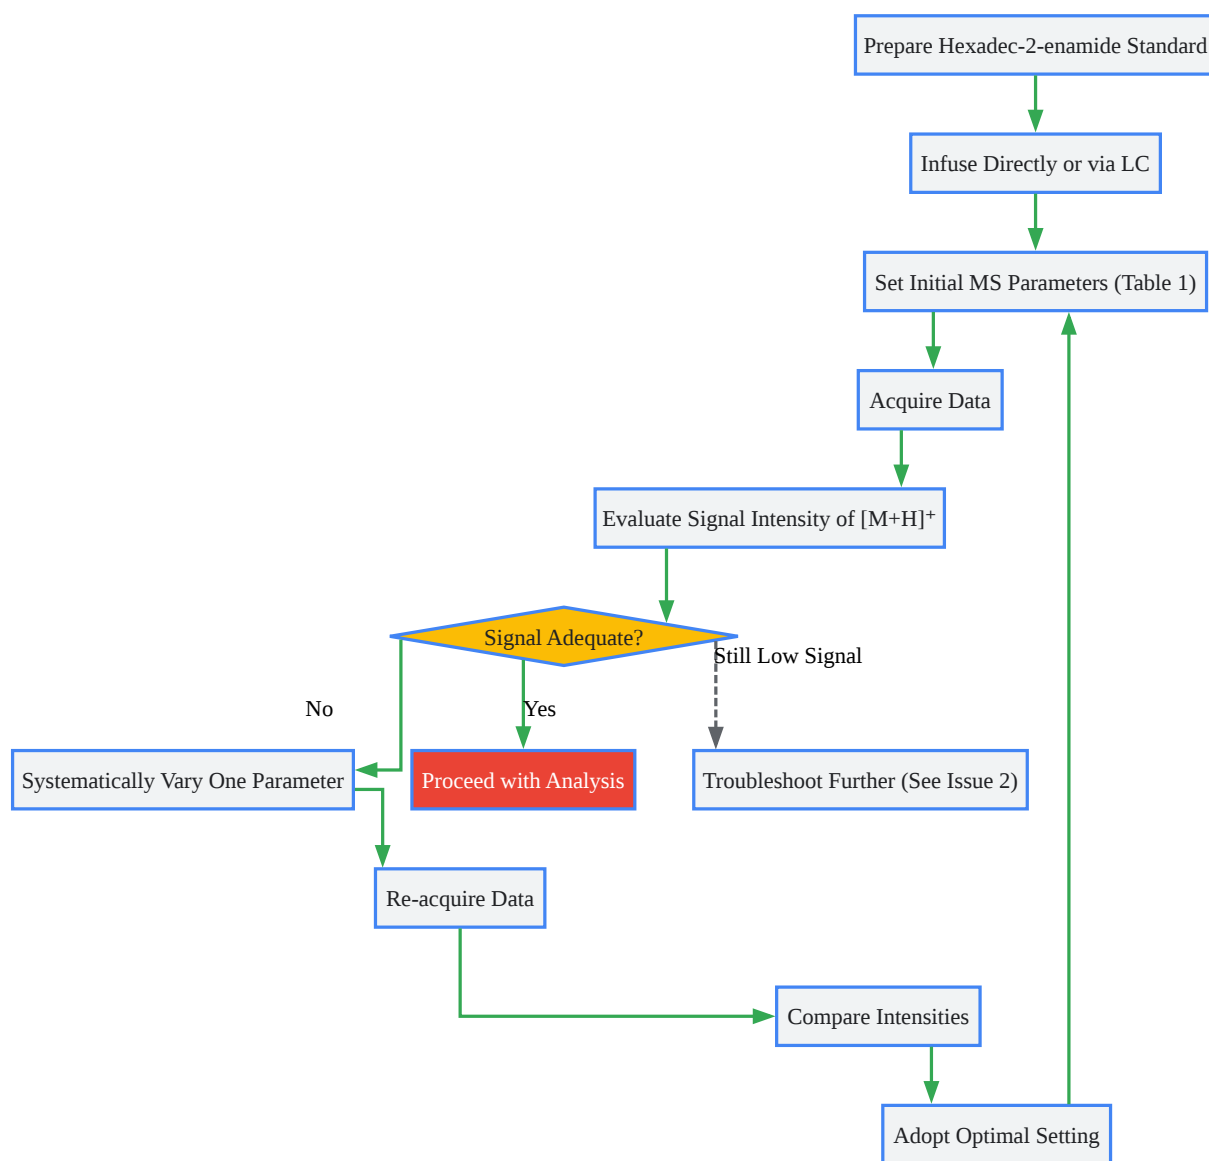 Prepare Hexadec-2-enamide Standard
Infuse Directly or via LC
Set Initial MS Parameters (Table 1)
Acquire Data
Evaluate Signal Intensity of [M+H]⁺
Signal Adequate?
Still Low Signal
No
Yes
Systematically Vary One Parameter
Proceed with Analysis
Troubleshoot Further (See Issue 2)
Re-acquire Data
Compare Intensities
Adopt Optimal Setting